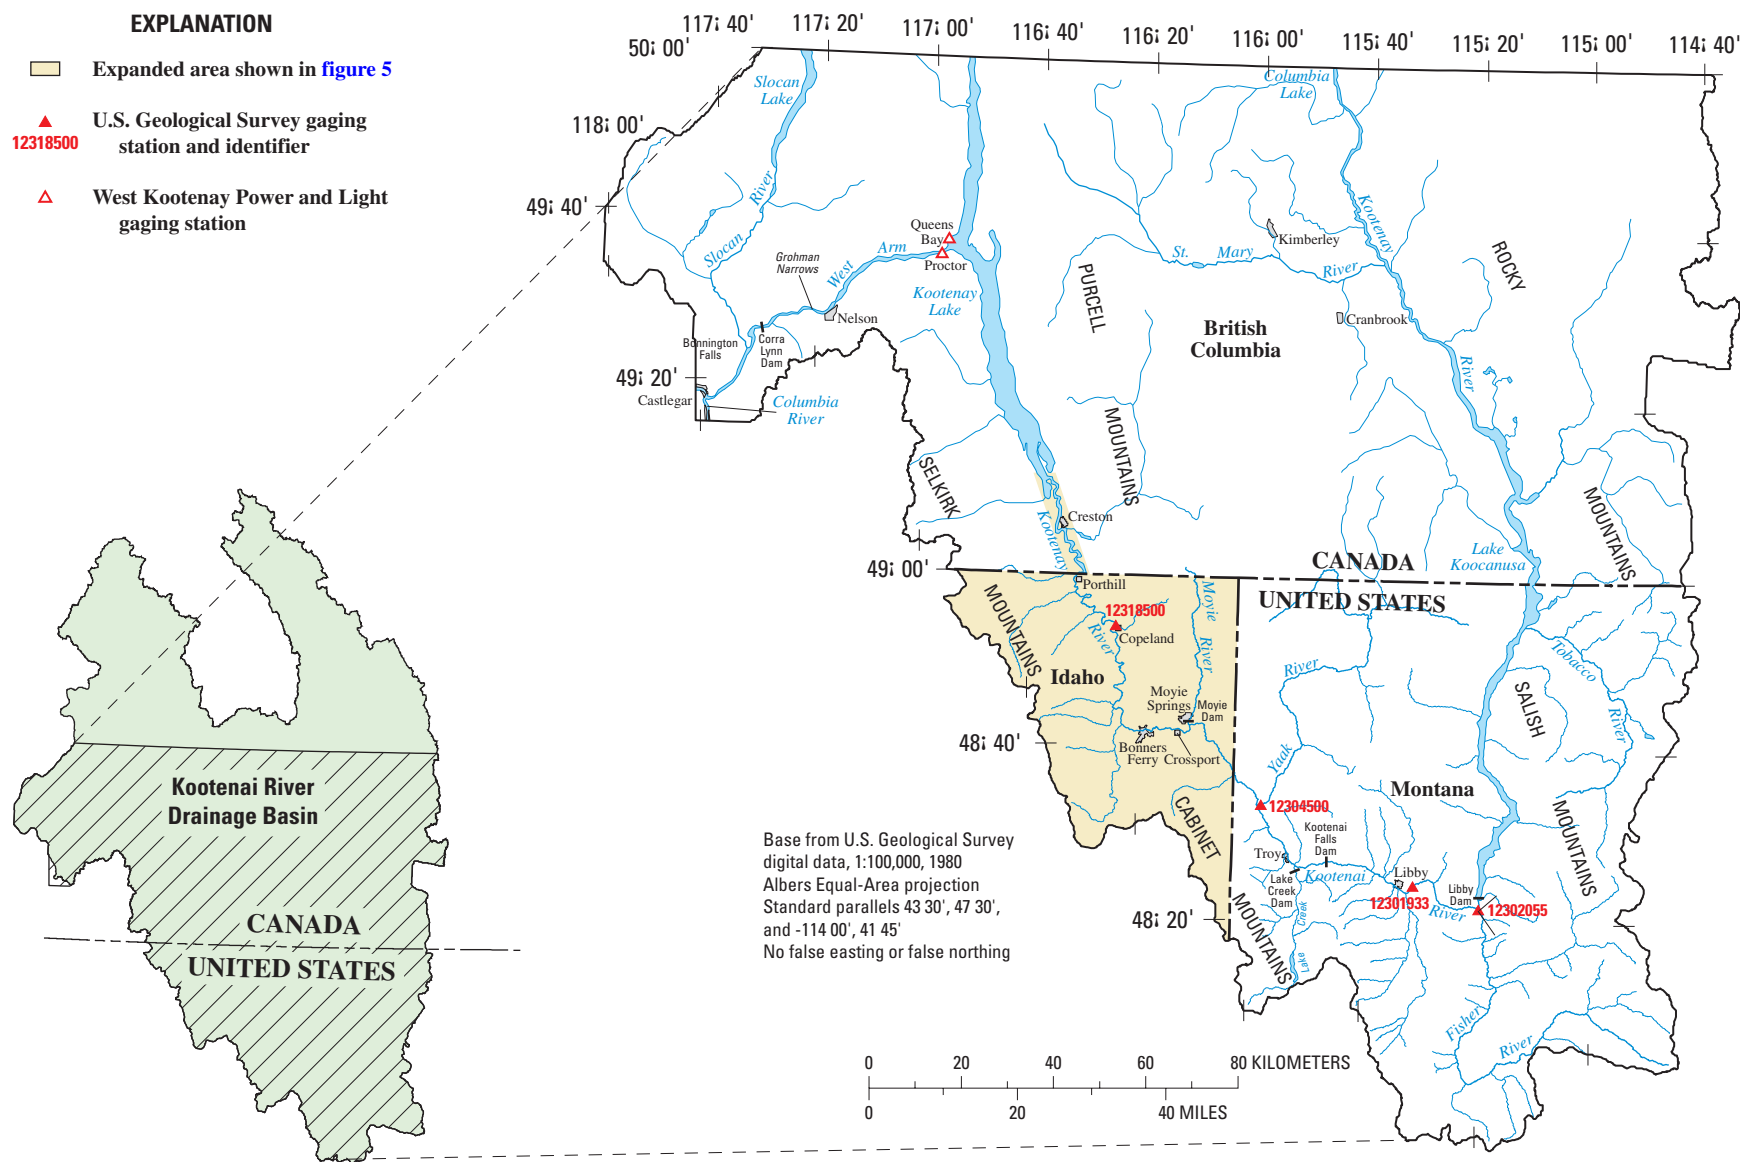 EXPLANATION
Expanded area shown in figure 5
U.S. Geological Survey gaging
station and identifier
12318500
West Kootenay Power and Light
gaging station
117¡ 40'
117¡ 20'
117¡ 00'
116¡ 40'
116¡ 20'
116¡ 00'
115¡ 40'
115¡ 20'
115¡ 00'
114¡ 40'
50¡ 00'
118¡ 00'
49¡ 40'
49¡ 20'
49¡ 00'
48¡ 40'
48¡ 20'
Slocan
Lake
Columbia
Lake
Slocan
River
Queens
Bay
Proctor
West
Arm
Grohman
Narrows
Kootenay
Lake
Nelson
Bonnington
Falls
Corra
Lynn
Dam
Castlegar
Columbia
River
Kimberley
Kootenay
River
St.
Mary
River
Cranbrook
British
Columbia
PURCELL
MOUNTAINS
ROCKY
MOUNTAINS
SELKIRK
MOUNTAINS
Creston
Kootenay
River
Lake
Koocanusa
CANADA
UNITED STATES
Porthill
12318500
Copeland
Moyie
River
Idaho
Moyie
Springs
Moyie
Dam
Bonners
Ferry
Crossport
CABINET
MOUNTAINS
River
Yaak
Tobacco
River
SALISH
MOUNTAINS
Montana
12304500
Kootenai
Falls
Dam
Troy
Lake
Creek
Dam
Kootenai
River
Libby
12301933
Libby
Dam
12302055
Creek
Lake
Fisher
River
Base from U.S. Geological Survey
digital data, 1:100,000, 1980
Albers Equal-Area projection
Standard parallels 43 30', 47 30',
and -114 00', 41 45'
No false easting or false northing
0 20 40 60 80 KILOMETERS
0 20 40 MILES
Kootenai River
Drainage Basin
CANADA
UNITED STATES